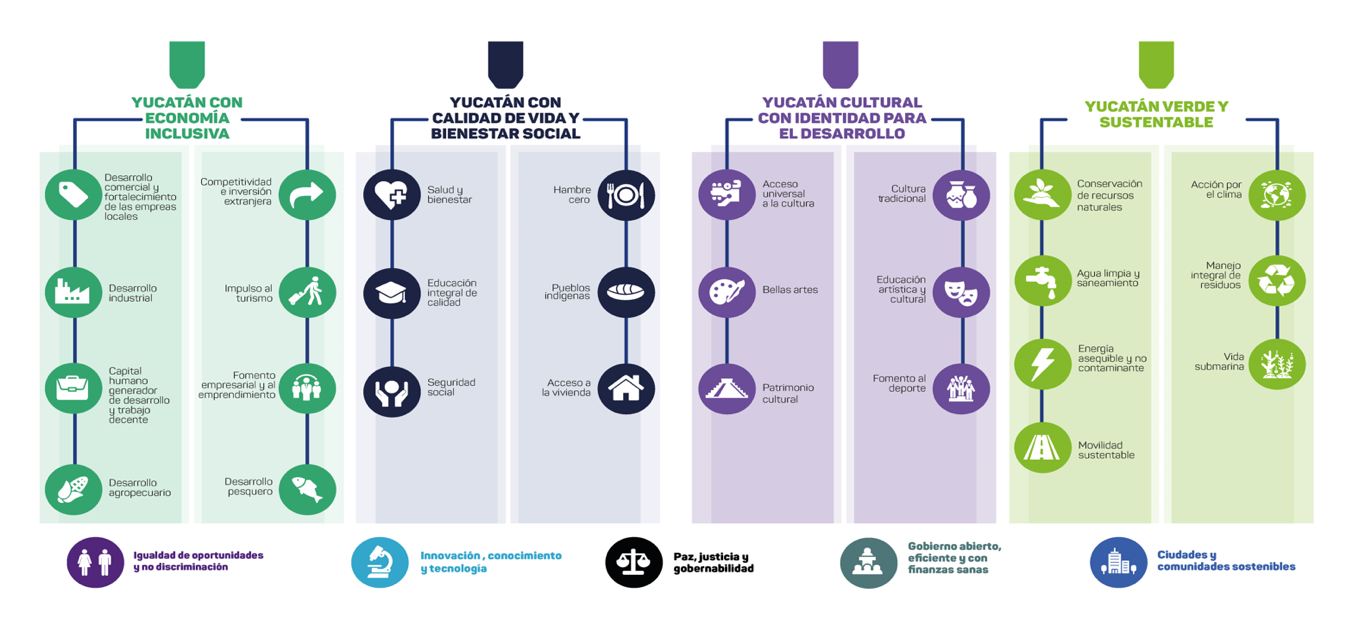 YUCATÁN CON
ECONOMÍA
INCLUSIVA
Desarrollo
comercial y
fortalecimiento
de las empreas
locales
Desarrollo
industrial
Capital
humano
generador
de desarrollo
y trabajo
decente
Desarrollo
agropecuario
Competitividad
e inversión
extranjera
Impulso al
turismo
Fomento
empresarial y al
emprendimiento
Desarrollo
pesquero
YUCATÁN CON
CALIDAD DE VIDA Y
BIENESTAR SOCIAL
Salud y
bienestar
Educación
integral de
calidad
Seguridad
social
Hambre
cero
Pueblos
indígenas
Acceso a
la vivienda
YUCATÁN CULTURAL
CON IDENTIDAD PARA
EL DESARROLLO
Acceso
universal
a la cultura
Bellas artes
Patrimonio
cultural
Cultura
tradicional
Educación
artística y
cultural
Fomento al
deporte
YUCATÁN VERDE Y
SUSTENTABLE
Conservación
de recursos
naturales
Agua limpia y
saneamiento
Energía
asequible y no
contaminante
Movilidad
sustentable
Acción por
el clima
Manejo
integral de
residuos
Vida
submarina
Igualdad de oportunidades
y no discriminación
Innovación , conocimiento
y tecnología
Paz, justicia y
gobernabilidad
Gobierno abierto,
eficiente y con
finanzas sanas
Ciudades y
comunidades sostenibles